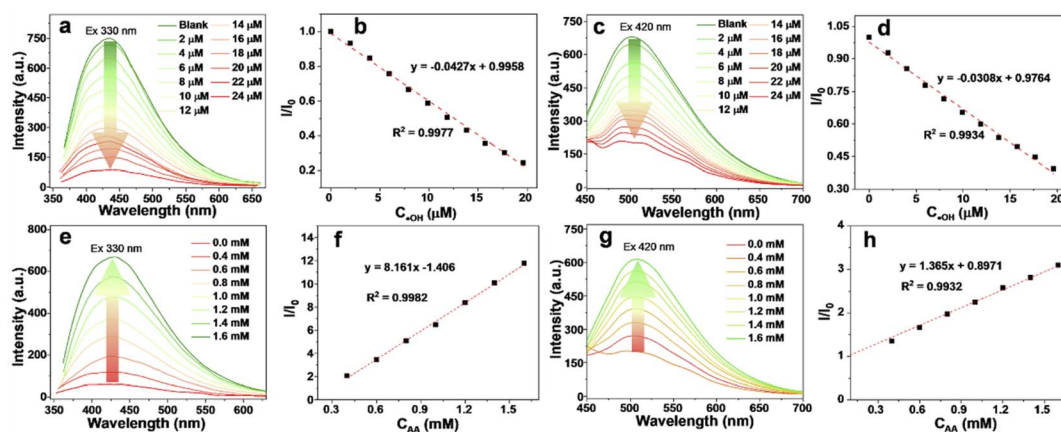 a
Ex 330 nm
Blank
2 μM
4 μM
6 μM
8 μM
10 μM
12 μM
14 μM
16 μM
18 μM
20 μM
22 μM
24 μM
750
600
450
300
150
0
350 400 450 500 550 600 650
Intensity (a.u.)
Wavelength (nm)
b
y = -0.0427x + 0.9958
R² = 0.9977
1.0
0.8
0.6
0.4
0.2
0 5 10 15 20
I/I₀
C•OH (μM)
c
Ex 420 nm
Blank
2 μM
4 μM
6 μM
8 μM
10 μM
12 μM
14 μM
16 μM
18 μM
20 μM
22 μM
24 μM
750
600
450
300
150
0
450 500 550 600 650 700
Intensity (a.u.)
Wavelength (nm)
d
y = -0.0308x + 0.9764
R² = 0.9934
1.05
0.90
0.75
0.60
0.45
0.30
0 5 10 15 20
I/I₀
C•OH (μM)
e
Ex 330 nm
0.0 mM
0.4 mM
0.6 mM
0.8 mM
1.0 mM
1.2 mM
1.4 mM
1.6 mM
800
600
400
200
0
350 400 450 500 550 600
Intensity (a.u.)
Wavelength (nm)
f
y = 8.161x -1.406
R² = 0.9982
14
12
10
8
6
4
2
0
0.3 0.6 0.9 1.2 1.5
I/I₀
CAA (mM)
g
Ex 420 nm
0.0 mM
0.4 mM
0.6 mM
0.8 mM
1.0 mM
1.2 mM
1.4 mM
1.6 mM
750
600
450
300
150
0
450 500 550 600 650 700
Intensity (a.u.)
Wavelength (nm)
h
y = 1.365x + 0.8971
R² = 0.9932
4
3
2
1
0
0.3 0.6 0.9 1.2 1.5
I/I₀
CAA (mM)